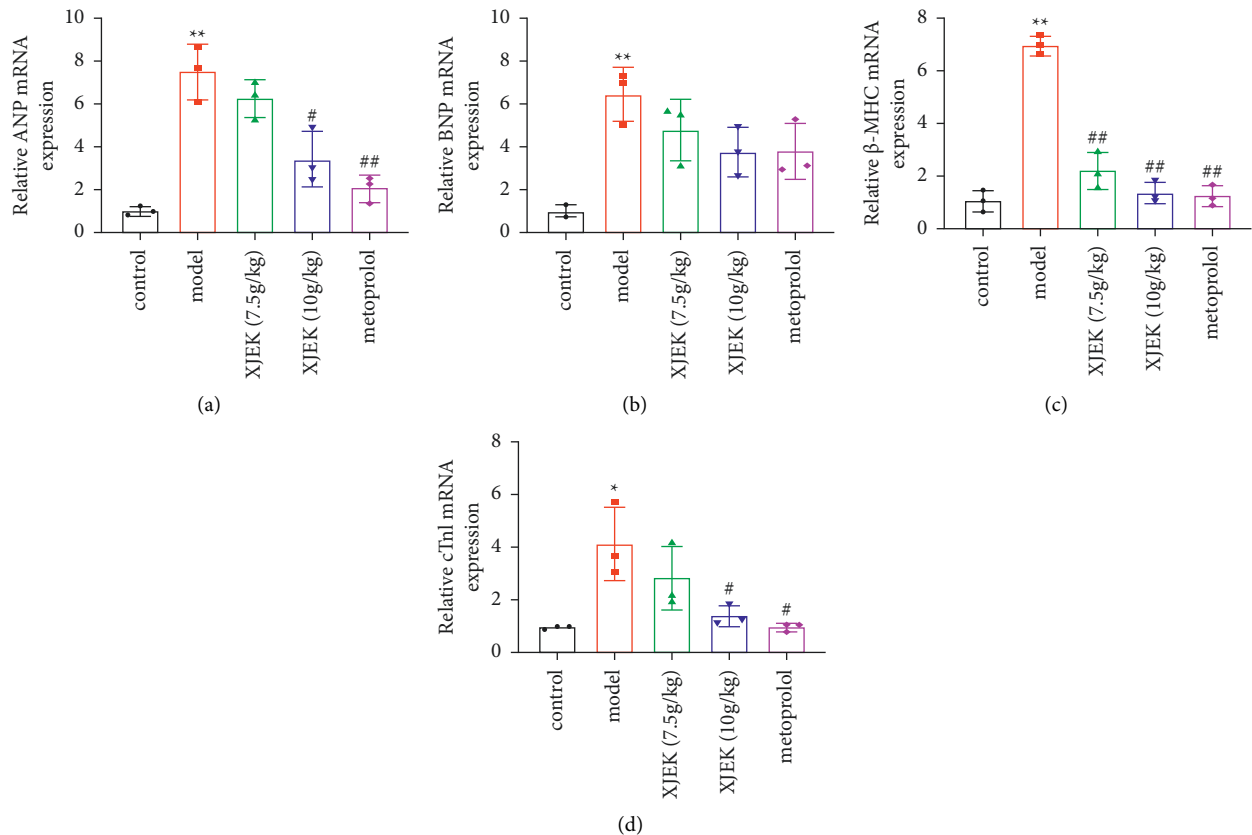 Relative ANP mRNA
expression
10
8
6
4
2
0
**
#
##
control
model
XJEK (7.5g/kg)
XJEK (10g/kg)
metoprolol
(a)
Relative BNP mRNA
expression
10
8
6
4
2
0
**
control
model
XJEK (7.5g/kg)
XJEK (10g/kg)
metoprolol
(b)
Relative β-MHC mRNA
expression
8
6
4
2
0
**
##
##
##
control
model
XJEK (7.5g/kg)
XJEK (10g/kg)
metoprolol
(c)
Relative cTnl mRNA
expression
8
6
4
2
0
*
#
#
control
model
XJEK (7.5g/kg)
XJEK (10g/kg)
metoprolol
(d)